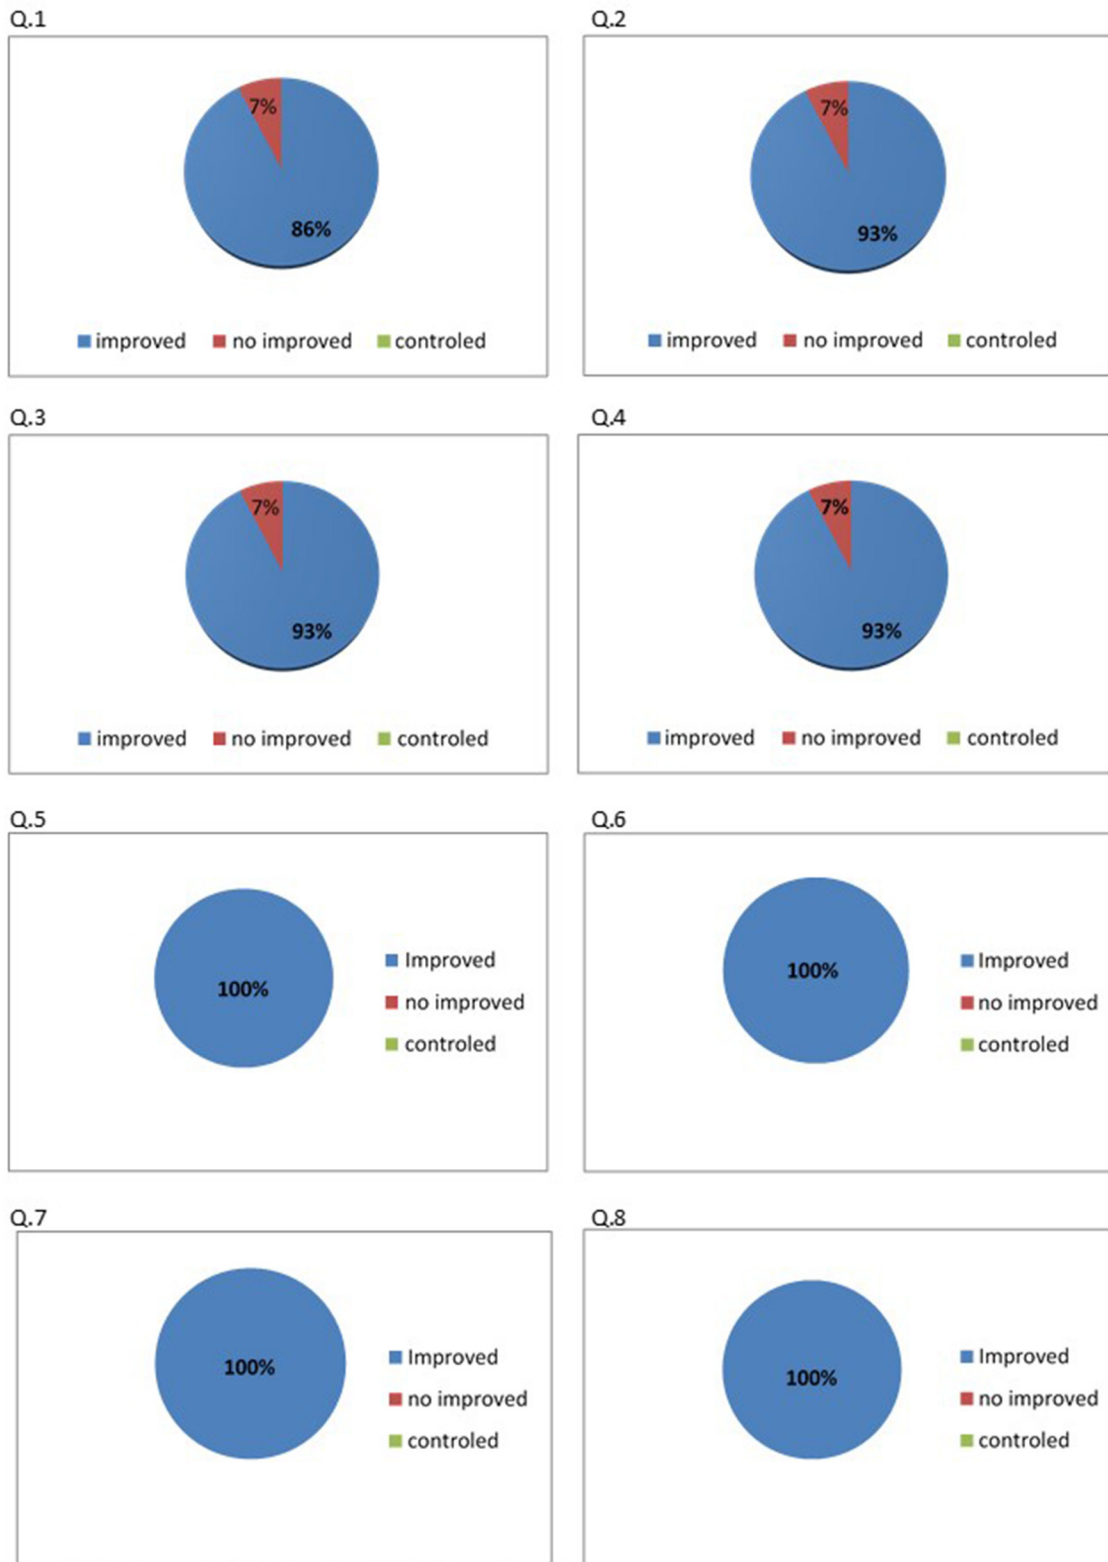 Q.1
7%
86%
improved no improved controled
Q.2
7%
93%
improved no improved controled
Q.3
7%
93%
improved no improved controled
Q.4
7%
93%
improved no improved controled
Q.5
100%
Improved
no improved
controled
Q.6
100%
Improved
no improved
controled
Q.7
100%
Improved
no improved
controled
Q.8
100%
Improved
no improved
controled